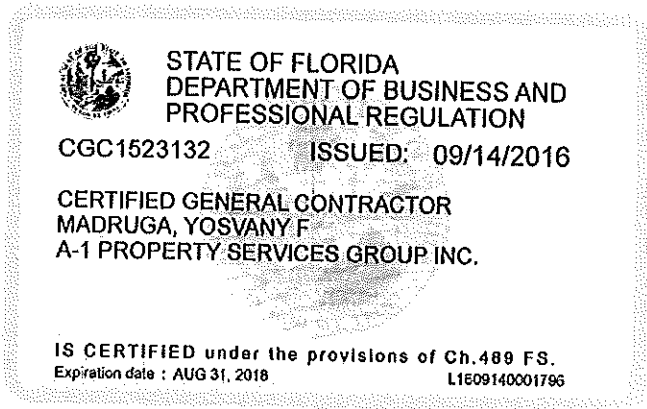 STATE OF FLORIDA
DEPARTMENT OF BUSINESS AND
PROFESSIONAL REGULATION
CGC1523132 ISSUED: 09/14/2016
CERTIFIED GENERAL CONTRACTOR
MADRUGA, YOSVANY F
A-1 PROPERTY SERVICES GROUP INC.
IS CERTIFIED under the provisions of Ch.489 FS.
Expiration date : AUG 31, 2018 L1609140001796